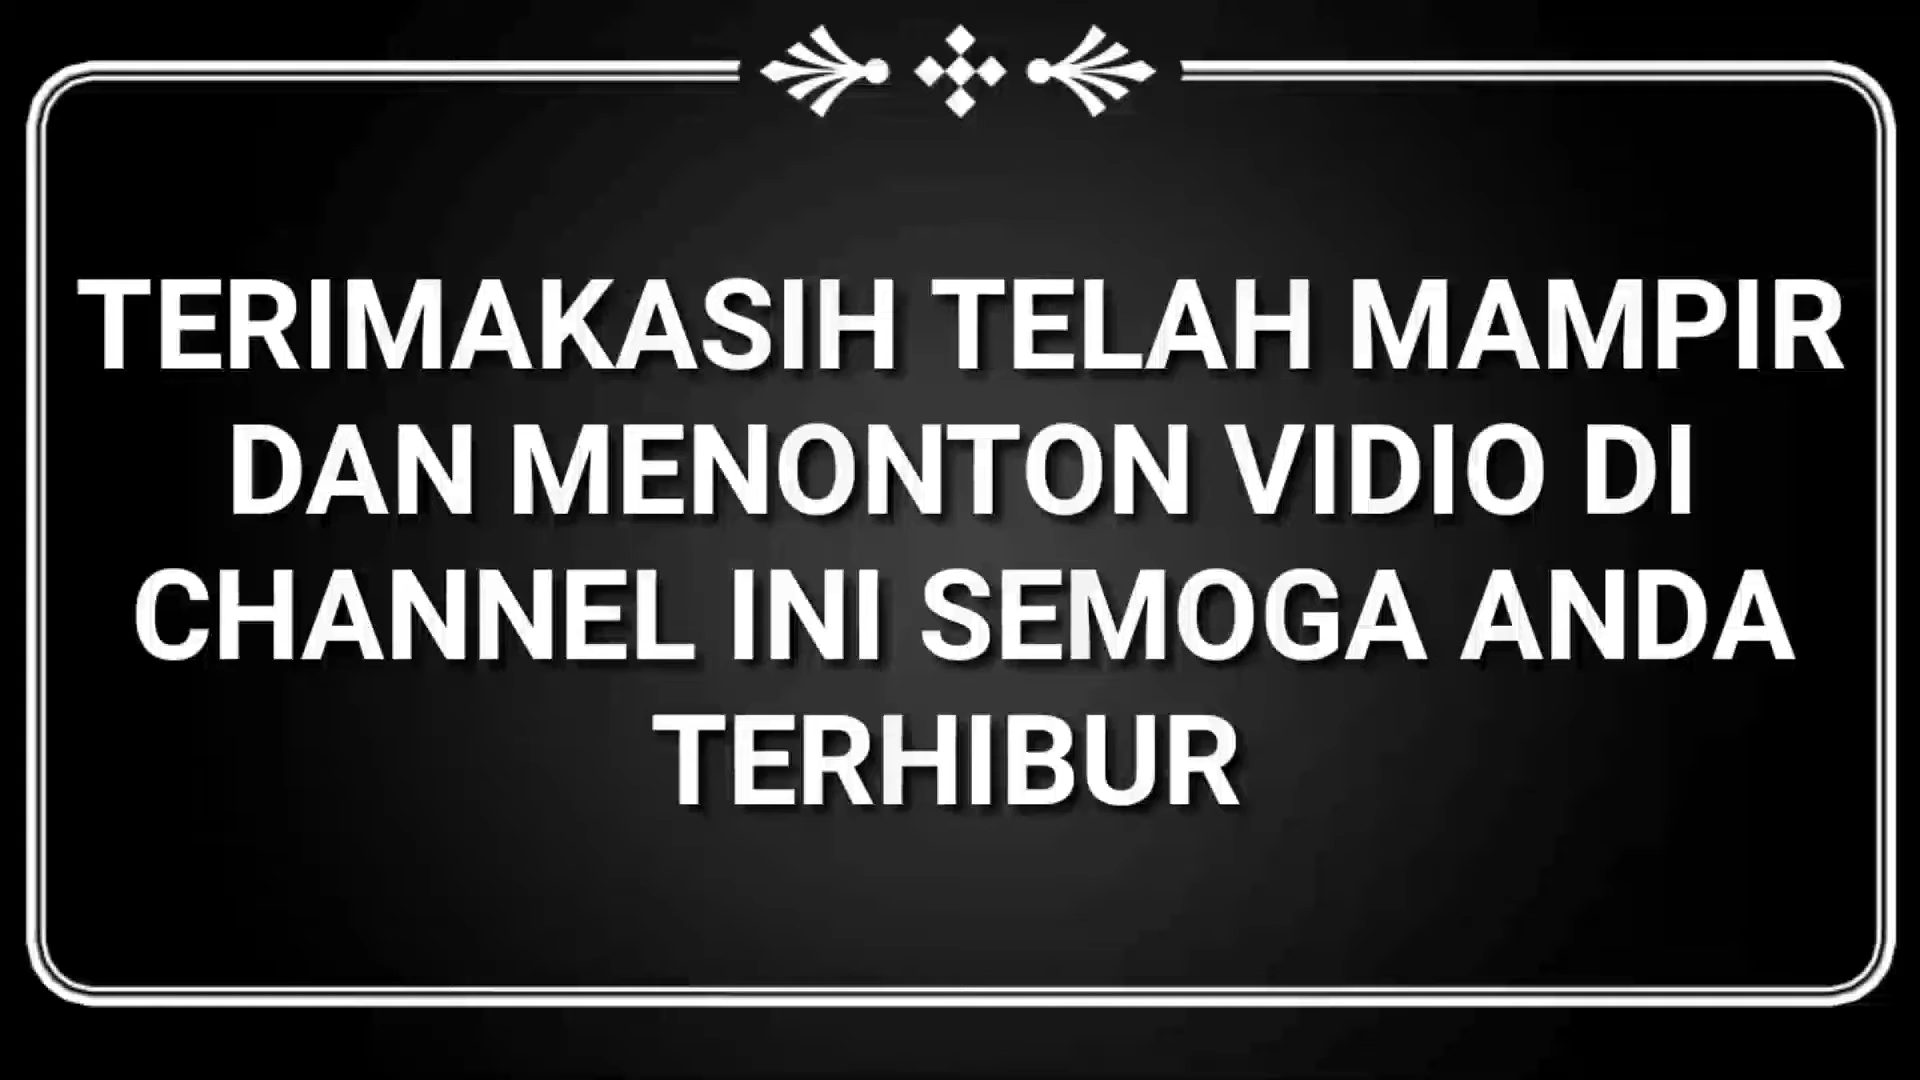 TERIMAKASIH TELAH MAMPIR
DAN MENONTON VIDIO DI
CHANNEL INI SEMOGA ANDA
TERHIBUR